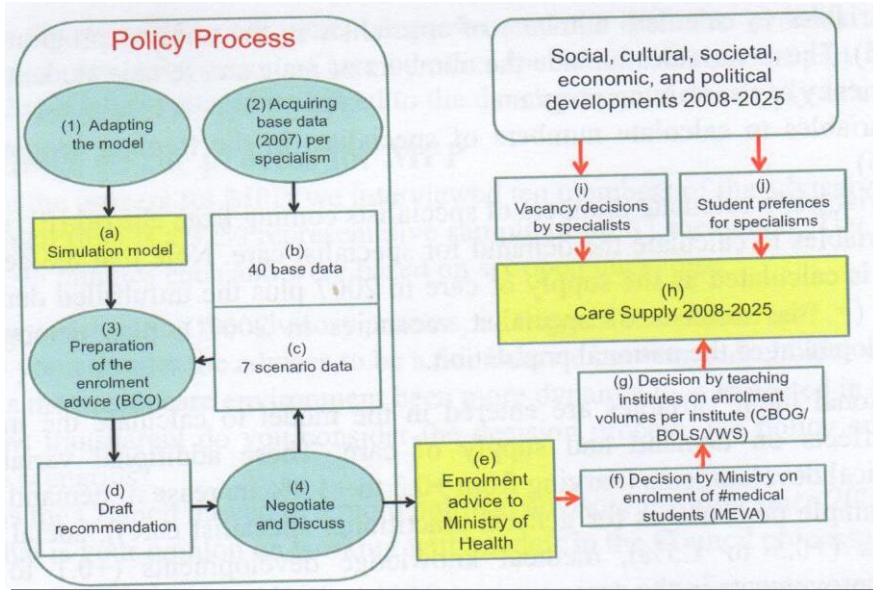 Policy Process
(1) Adapting
the model
(2) Acquiring
base data
(2007) per
specialism
(a)
Simulation model
(b)
40 base data
(c)
7 scenario data
(3)
Preparation
of the
enrolment
advice (BCO)
(d)
Draft
recommendation
(4)
Negotiate
and Discuss
(e)
Enrolment
advice to
Ministry of
Health
Social, cultural, societal,
economic, and political
developments 2008-2025
(i)
Vacancy decisions
by specialists
(j)
Student prefences
for specialisms
(h)
Care Supply 2008-2025
(g) Decision by teaching
institutes on enrolment
volumes per institute (CBOG/
BOLS/VWS)
(f) Decision by Ministry on
enrolment of #medical
students (MEVA)